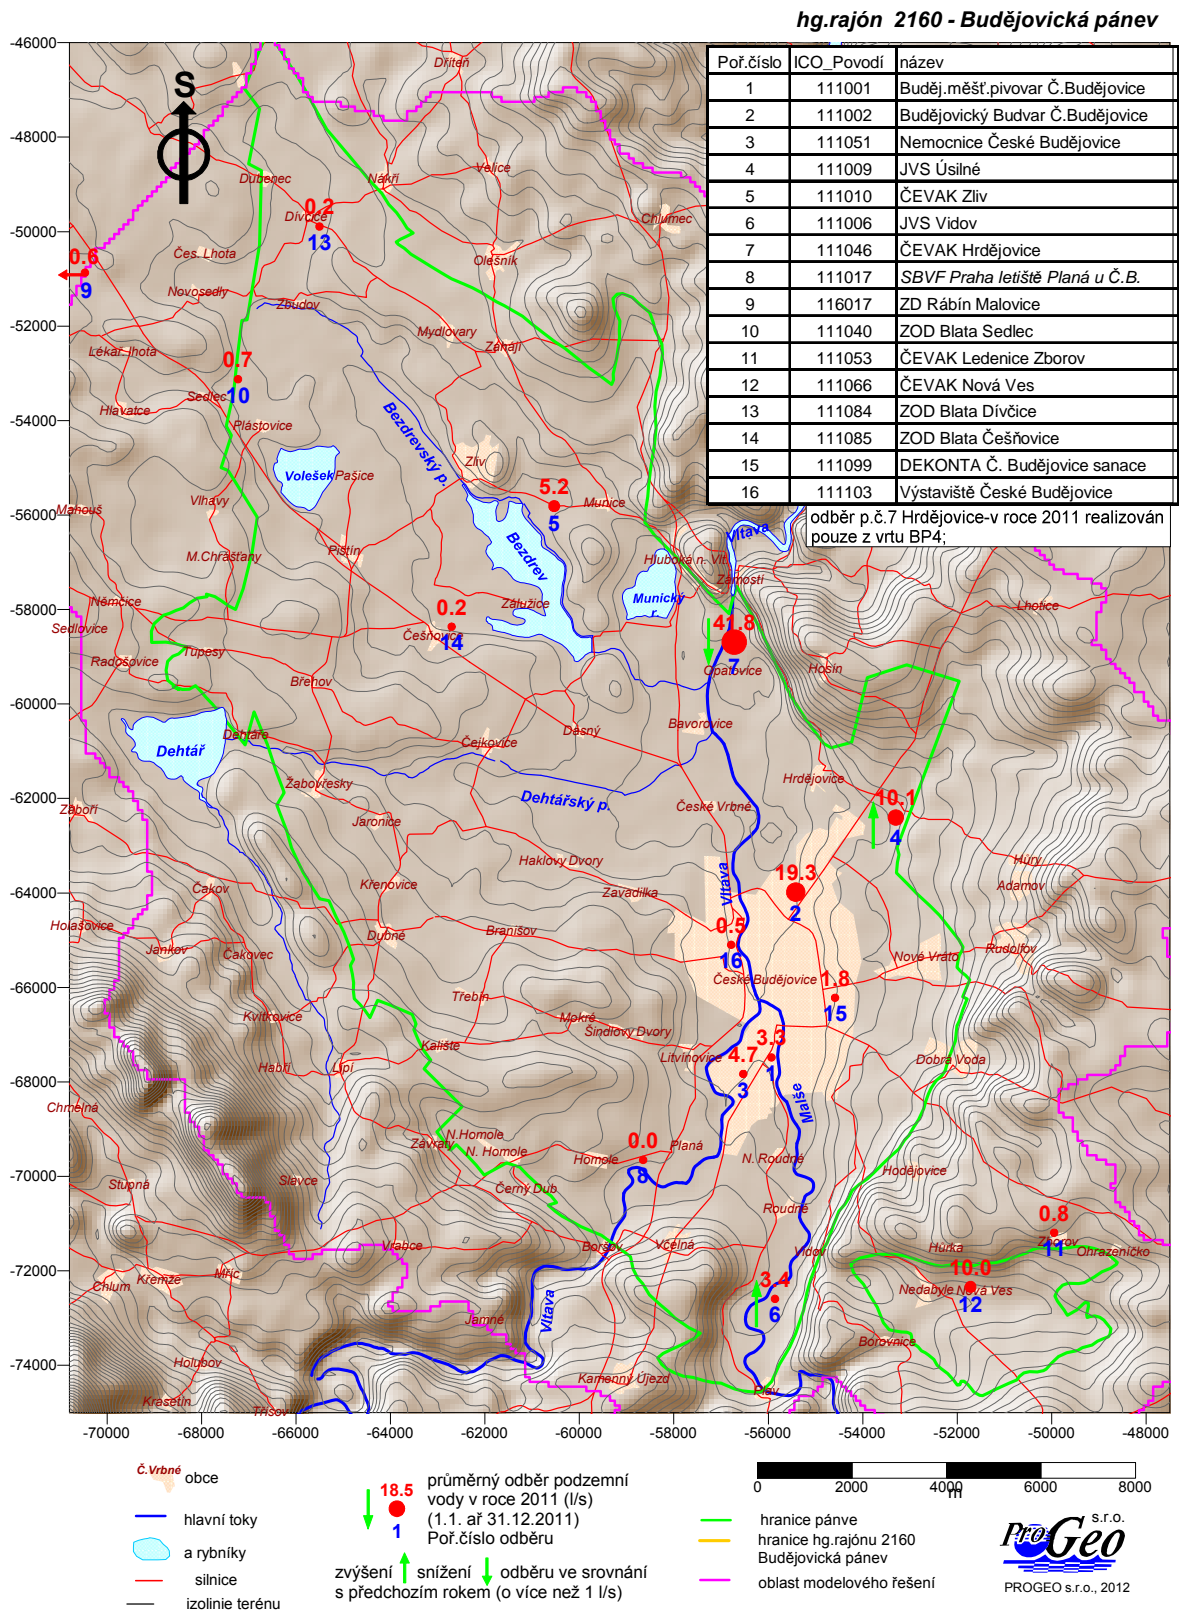 hg.rajón 2160 - Budějovická pánev
Poř.číslo ICO_Povodí název
1 111001 Buděj.měšť.pivovar Č.Budějovice
2 111002 Budějovický Budvar Č.Budějovice
3 111051 Nemocnice České Budějovice
4 111009 JVS Úsilné
5 111010 ČEVAK Zliv
6 111006 JVS Vidov
7 111046 ČEVAK Hrdějovice
8 111017 SBVF Praha letiště Planá u Č.B.
9 116017 ZD Rábín Malovice
10 111040 ZOD Blata Sedlec
11 111053 ČEVAK Ledenice Zborov
12 111066 ČEVAK Nová Ves
13 111084 ZOD Blata Dívčice
14 111085 ZOD Blata Češňovice
15 111099 DEKONTA Č. Budějovice sanace
16 111103 Výstaviště České Budějovice
odběr p.č.7 Hrdějovice-v roce 2011 realizován
pouze z vrtu BP4;
-46000
-48000
-50000
-52000
-54000
-56000
-58000
-60000
-62000
-64000
-66000
-68000
-70000
-72000
-74000
S
Dříteň
Dubenec
Nákří
Velice
0.2
Dívčice
13
Chlumec
Čes. Lhota
Olešník
0.6
9
Novosedly
Zbudov
Mydlovary
Zahájí
Lékař. lhota
0.7
10
Sedlec
Hlavatce
Plástovice
Bezdrevský p.
Volešek
Pašice
Zliv
5.2
5
Munice
Vlhavy
Mahouš
Vltava
Bezdrev
M.Chrášťany
Pištín
Hluboká n. Vlt.
Zámostí
Němčice
Zálužice
Munický
r.
Lhotice
0.2
Češňovice
14
41.8
7
Opatovice
Sedlovice
Radošovice
Tupesy
Hosín
Břehov
Bavorovice
Dehtář
Dehtáře
Čejkovice
Dasný
Žabovřesky
Hrdějovice
Dehtářský p.
České Vrbné
10.1
4
Záboří
Jaronice
Haklovy Dvory
Hůry
Adamov
Čakov
Křenovice
Zavadilka
Vltava
19.3
2
Holašovice
Dubné
Branišov
0.5
16
Jankov
Čakovec
Nové Vráto
Rudolfov
České Budějovice
1.8
15
Třebín
Kvítkovice
Mokré
Šindlovy Dvory
Kaliště
Litvínovice
3.3
1
4.7
3
Dobrá Voda
Habří
Lipí
Malše
Chmelná
N.Homole
Závraty
N. Homole
0.0
8
Homole
Planá
N. Roudné
Hodějovice
Stupná
Slavče
Černý Dub
Roudné
0.8
Zborov
11
Ohrazeníčko
Vrábče
Boršov
Včelná
Vidov
Hůrka
Chlum
Křemže
Mříc
3.4
6
10.0
Nedabyle
Nová Ves
12
Vltava
Jamné
Borovnice
Holubov
Kamenný Újezd
Plav
Krasetín
Třísov
-70000 -68000 -66000 -64000 -62000 -60000 -58000 -56000 -54000 -52000 -50000 -48000
Č.Vrbné obce
hlavní toky
a rybníky
silnice
izolinie terénu
18.5
1
průměrný odběr podzemní
vody v roce 2011 (l/s)
(1.1. ař 31.12.2011)
Poř.číslo odběru
zvýšení snížení odběru ve srovnání
s předchozím rokem (o více než 1 l/s)
0 2000 4000 6000 8000
m
hranice pánve
hranice hg.rajónu 2160
Budějovická pánev
oblast modelového řešení
ProGeo s.r.o.
PROGEO s.r.o., 2012